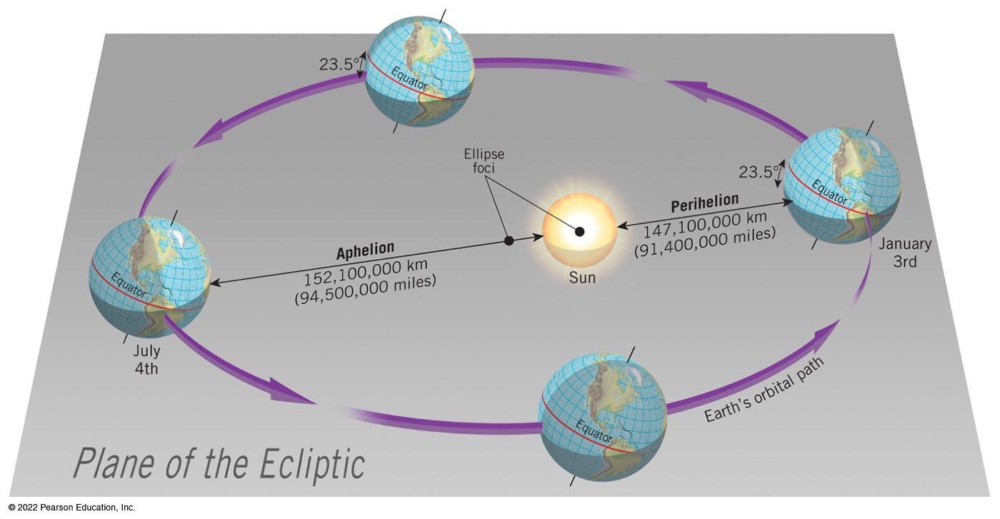 23.5°
Equator
Ellipse
foci
23.5°
Equator
Perihelion
147,100,000 km
(91,400,000 miles)
January
3rd
Aphelion
152,100,000 km
(94,500,000 miles)
Sun
Equator
July
4th
Equator
Earth's orbital path
Plane of the Ecliptic
© 2022 Pearson Education, Inc.